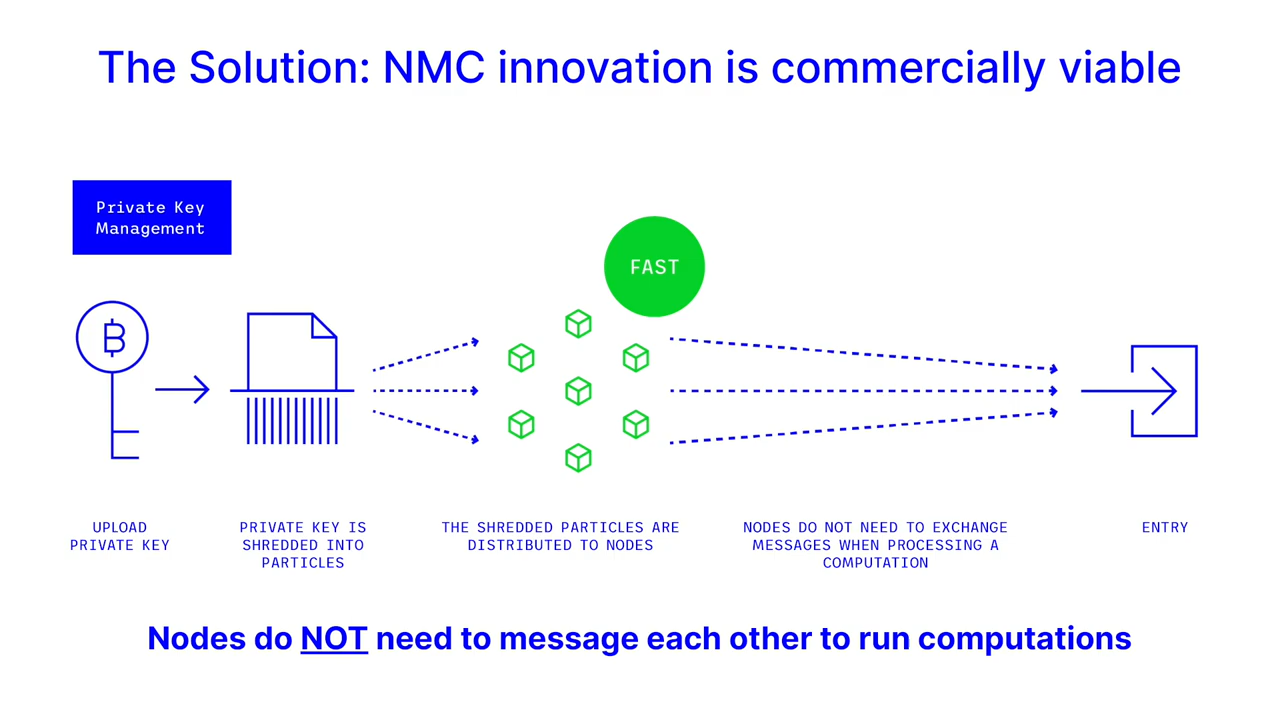 The Solution: NMC innovation is commercially viable
Private Key
Management
FAST
UPLOAD
PRIVATE KEY
PRIVATE KEY IS
SHREDDED INTO
PARTICLES
THE SHREDDED PARTICLES ARE
DISTRIBUTED TO NODES
NODES DO NOT NEED TO EXCHANGE
MESSAGES WHEN PROCESSING A
COMPUTATION
ENTRY
Nodes do NOT need to message each other to run computations